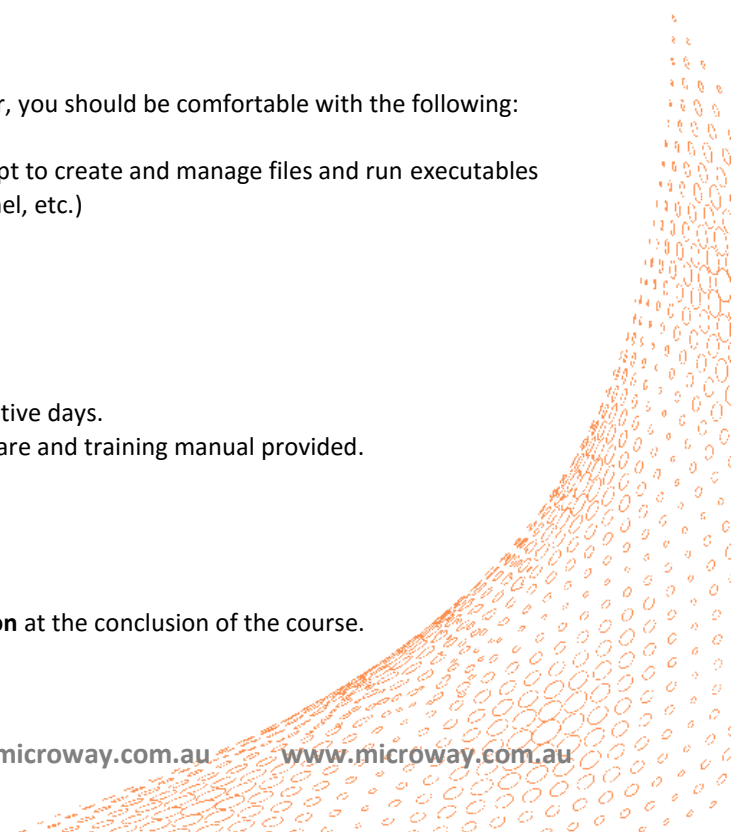 r, you should be comfortable with the following:
pt to create and manage files and run executables
nel, etc.)
tive days.
are and training manual provided.
on at the conclusion of the course.
microway.com.au www.microway.com.au